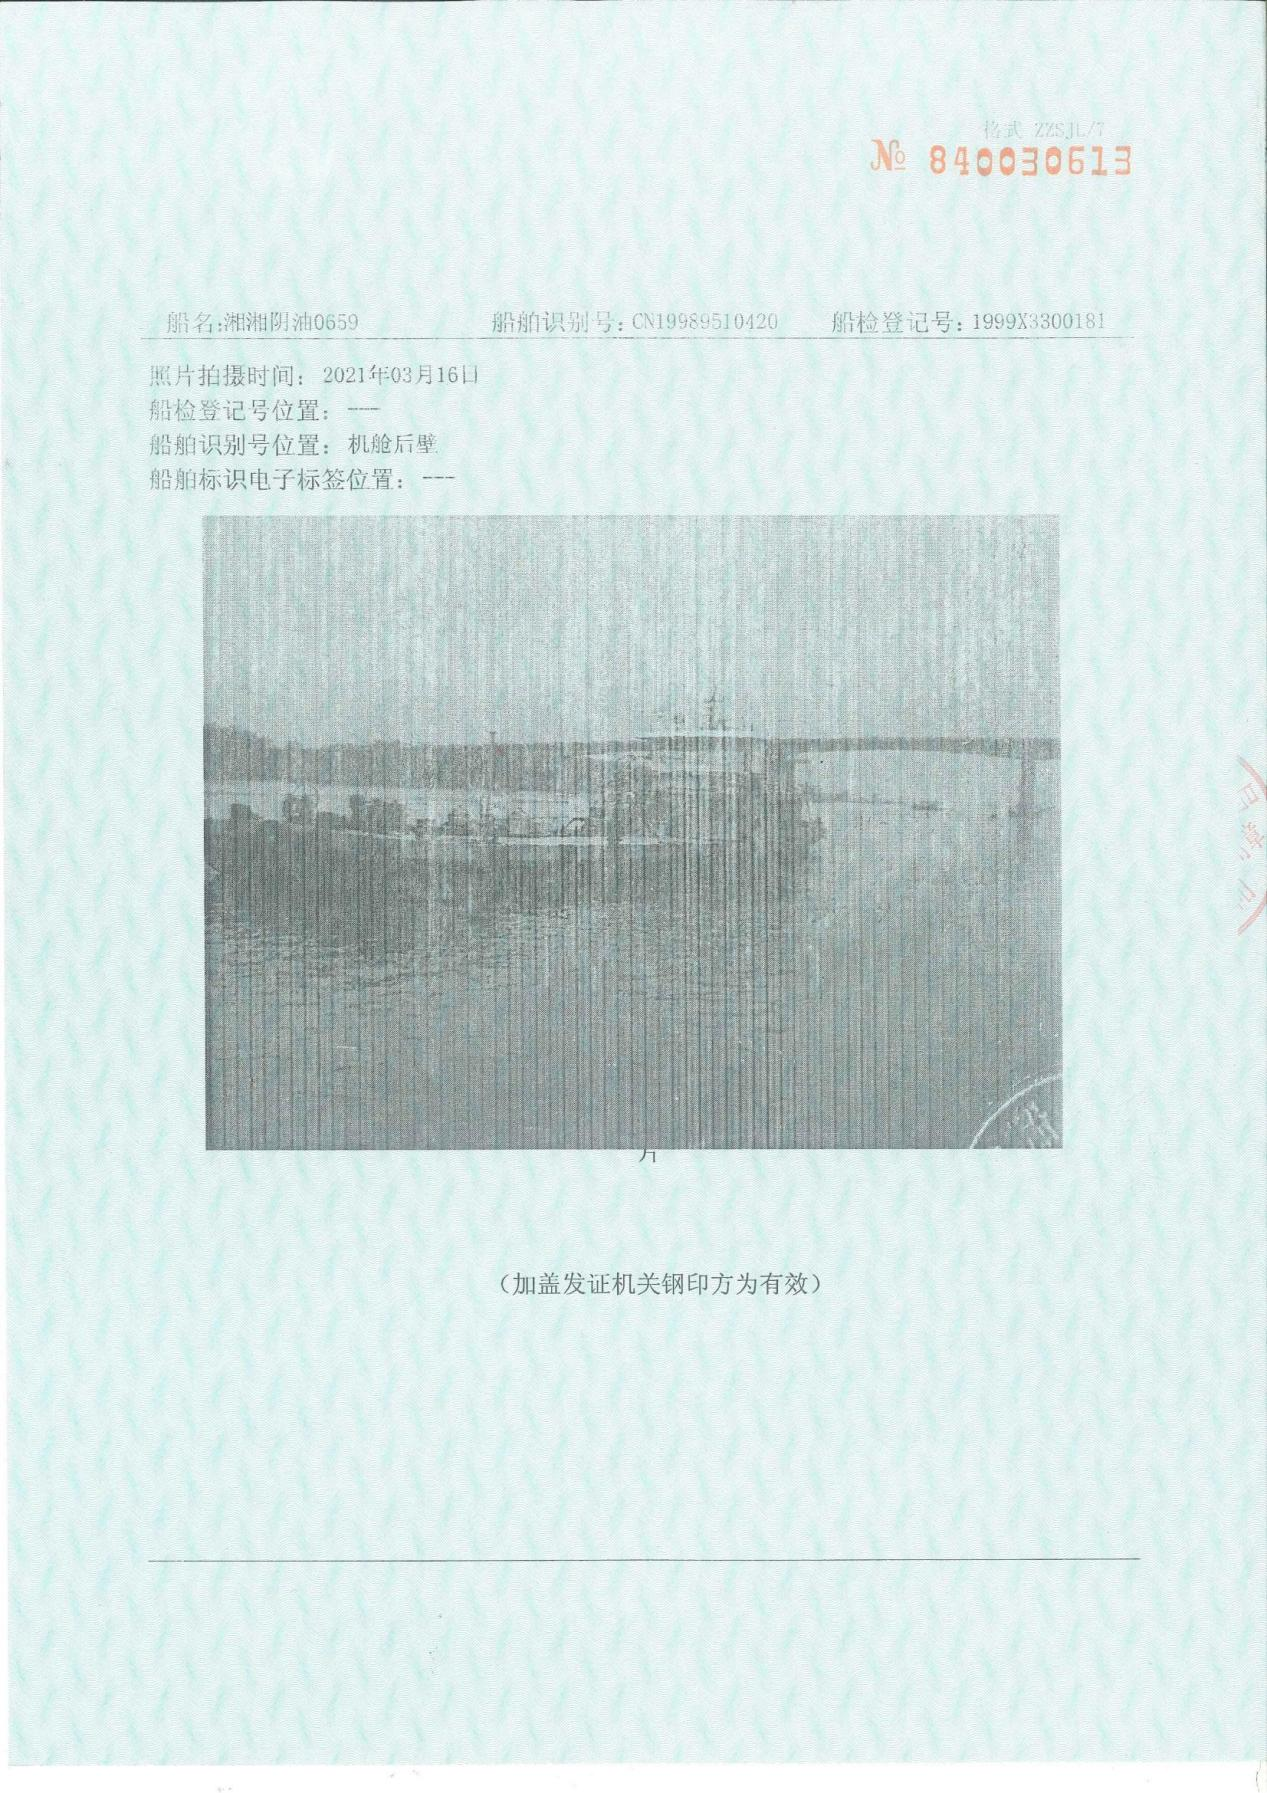 格式 ZZSJL/7
№ 840030613
船名:湘湘阴油0659 船舶识别号: CN19989510420 船检登记号: 1999X3300181
照片拍摄时间: 2021年03月16日
船检登记号位置: ---
船舶识别号位置: 机舱后壁
船舶标识电子标签位置: ---
片
（加盖发证机关钢印方为有效）